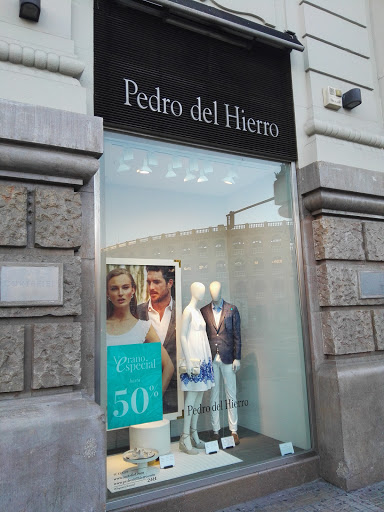 Pedro del Hierro
Verano
especial
hasta
50%
Pedro del Hierro